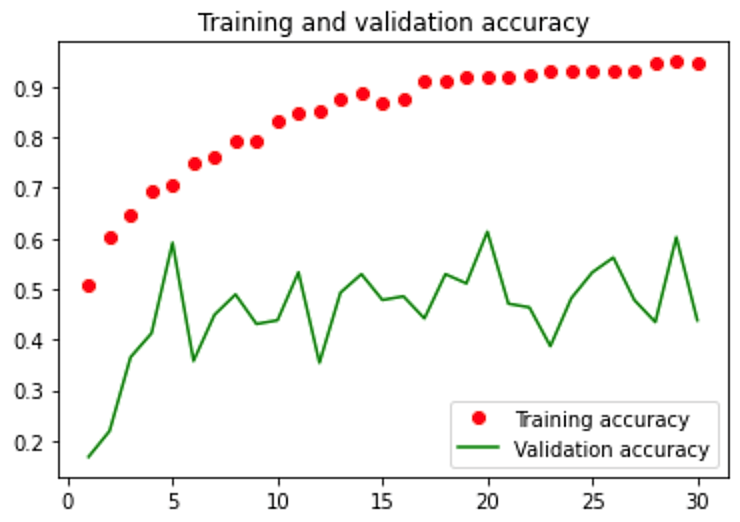 Training and validation accuracy
0.9
0.8
0.7
0.6
0.5
0.4
0.3
0.2
Training accuracy
Validation accuracy
0 5 10 15 20 25 30